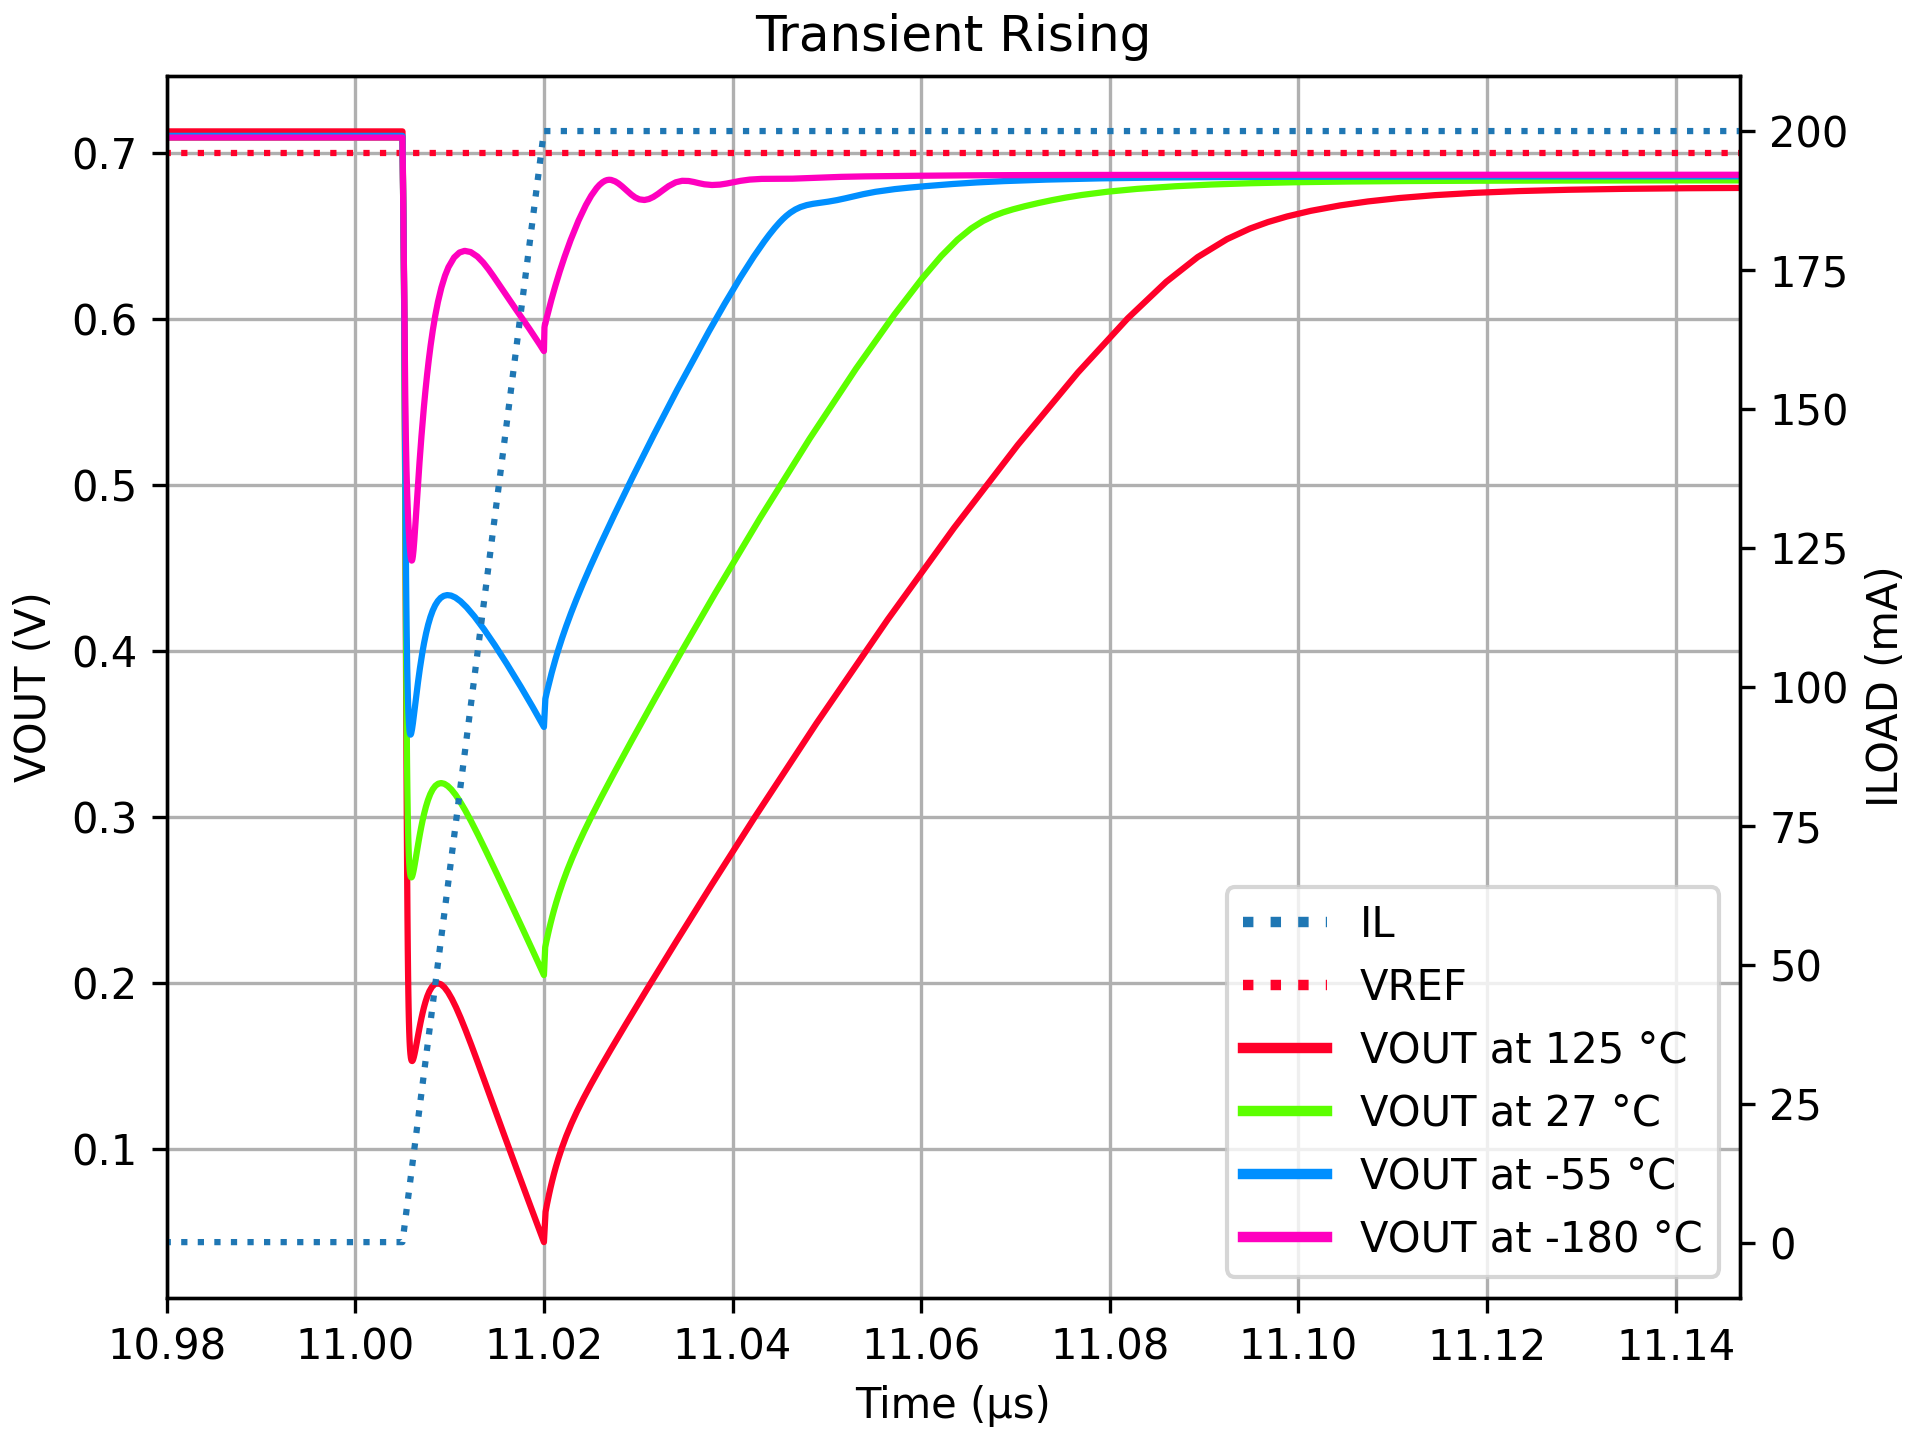 Transient Rising
0.7
0.6
0.5
0.4
0.3
0.2
0.1
VOUT (V)
200
175
150
125
100
75
50
25
0
ILOAD (mA)
IL
VREF
VOUT at 125 °C
VOUT at 27 °C
VOUT at -55 °C
VOUT at -180 °C
10.98 11.00 11.02 11.04 11.06 11.08 11.10 11.12 11.14
Time (µs)